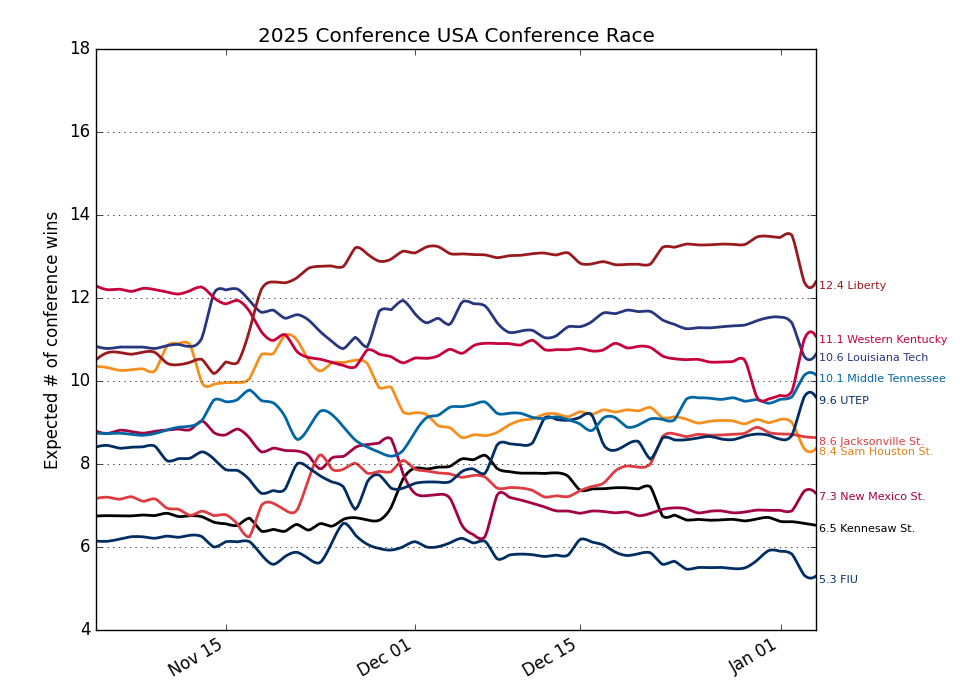 2025 Conference USA Conference Race
Expected # of conference wins
18
16
14
12
10
8
6
4
Nov 15
Dec 01
Dec 15
Jan 01
12.4 Liberty
11.1 Western Kentucky
10.6 Louisiana Tech
10.1 Middle Tennessee
9.6 UTEP
8.6 Jacksonville St.
8.4 Sam Houston St.
7.3 New Mexico St.
6.5 Kennesaw St.
5.3 FIU